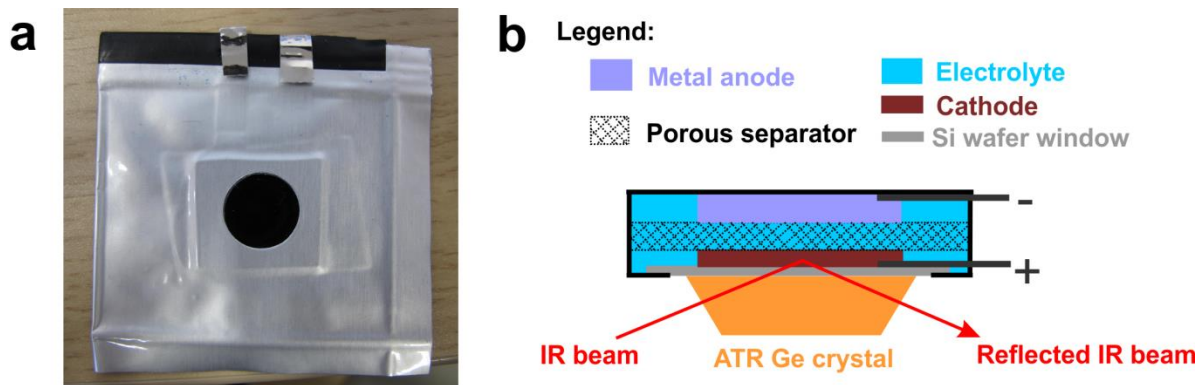 a
b
Legend:
Metal anode
Electrolyte
Cathode
Porous separator
Si wafer window
-
+
IR beam
ATR Ge crystal
Reflected IR beam